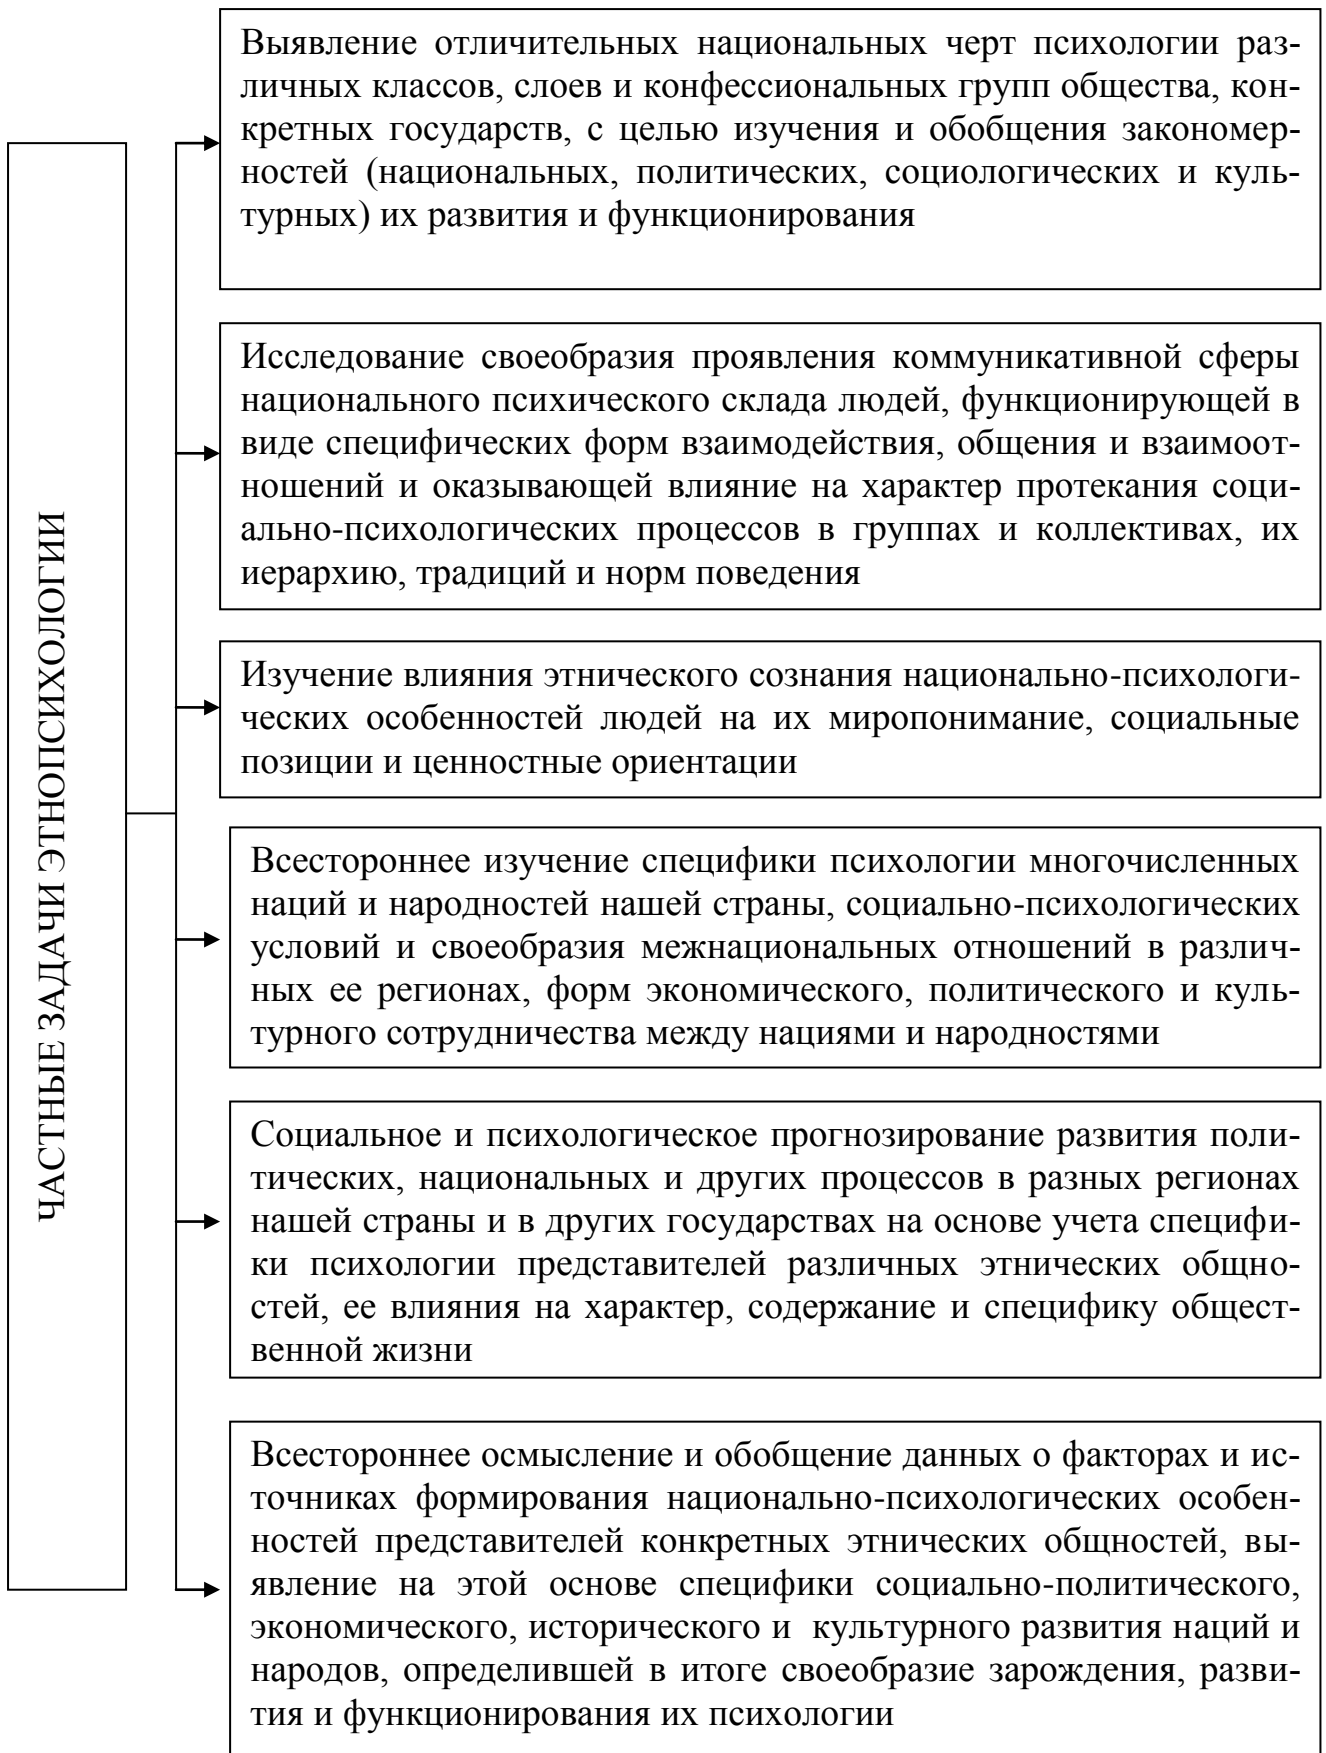 ЧАСТНЫЕ ЗАДАЧИ ЭТНОПСИХОЛОГИИ
Выявление отличительных национальных черт психологии раз-
личных классов, слоев и конфессиональных групп общества, кон-
кретных государств, с целью изучения и обобщения закономер-
ностей (национальных, политических, социологических и куль-
турных) их развития и функционирования
Исследование своеобразия проявления коммуникативной сферы
национального психического склада людей, функционирующей в
виде специфических форм взаимодействия, общения и взаимоот-
ношений и оказывающей влияние на характер протекания соци-
ально-психологических процессов в группах и коллективах, их
иерархию, традиций и норм поведения
Изучение влияния этнического сознания национально-психологи-
ческих особенностей людей на их миропонимание, социальные
позиции и ценностные ориентации
Всестороннее изучение специфики психологии многочисленных
наций и народностей нашей страны, социально-психологических
условий и своеобразия межнациональных отношений в различ-
ных ее регионах, форм экономического, политического и куль-
турного сотрудничества между нациями и народностями
Социальное и психологическое прогнозирование развития поли-
тических, национальных и других процессов в разных регионах
нашей страны и в других государствах на основе учета специфи-
ки психологии представителей различных этнических общно-
стей, ее влияния на характер, содержание и специфику общест-
венной жизни
Всестороннее осмысление и обобщение данных о факторах и ис-
точниках формирования национально-психологических особен-
ностей представителей конкретных этнических общностей, вы-
явление на этой основе специфики социально-политического,
экономического, исторического и культурного развития наций и
народов, определившей в итоге своеобразие зарождения, разви-
тия и функционирования их психологии